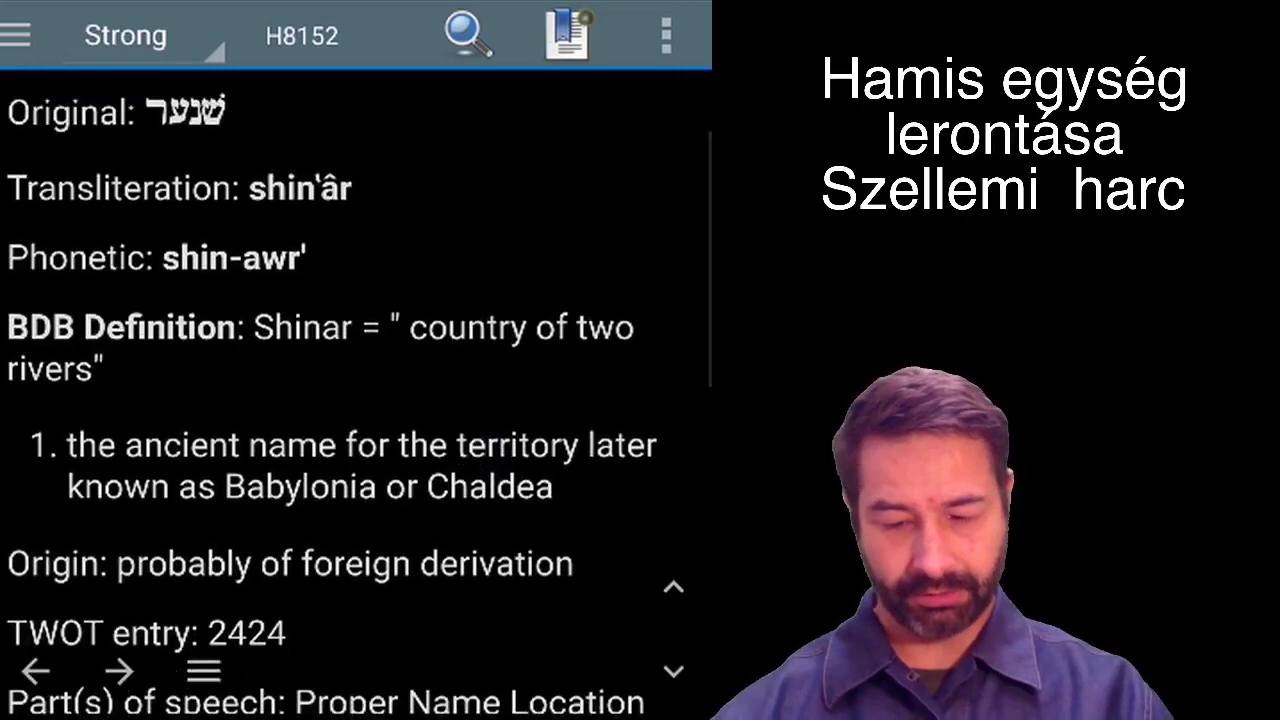 Strong H8152
Original: שׁנער
Transliteration: shin‛âr
Phonetic: shin-awr'
BDB Definition: Shinar = " country of two
rivers"
1. the ancient name for the territory later
known as Babylonia or Chaldea
Origin: probably of foreign derivation
TWOT entry: 2424
Part(s) of speech: Proper Name Location
Hamis egység
lerontása
Szellemi harc